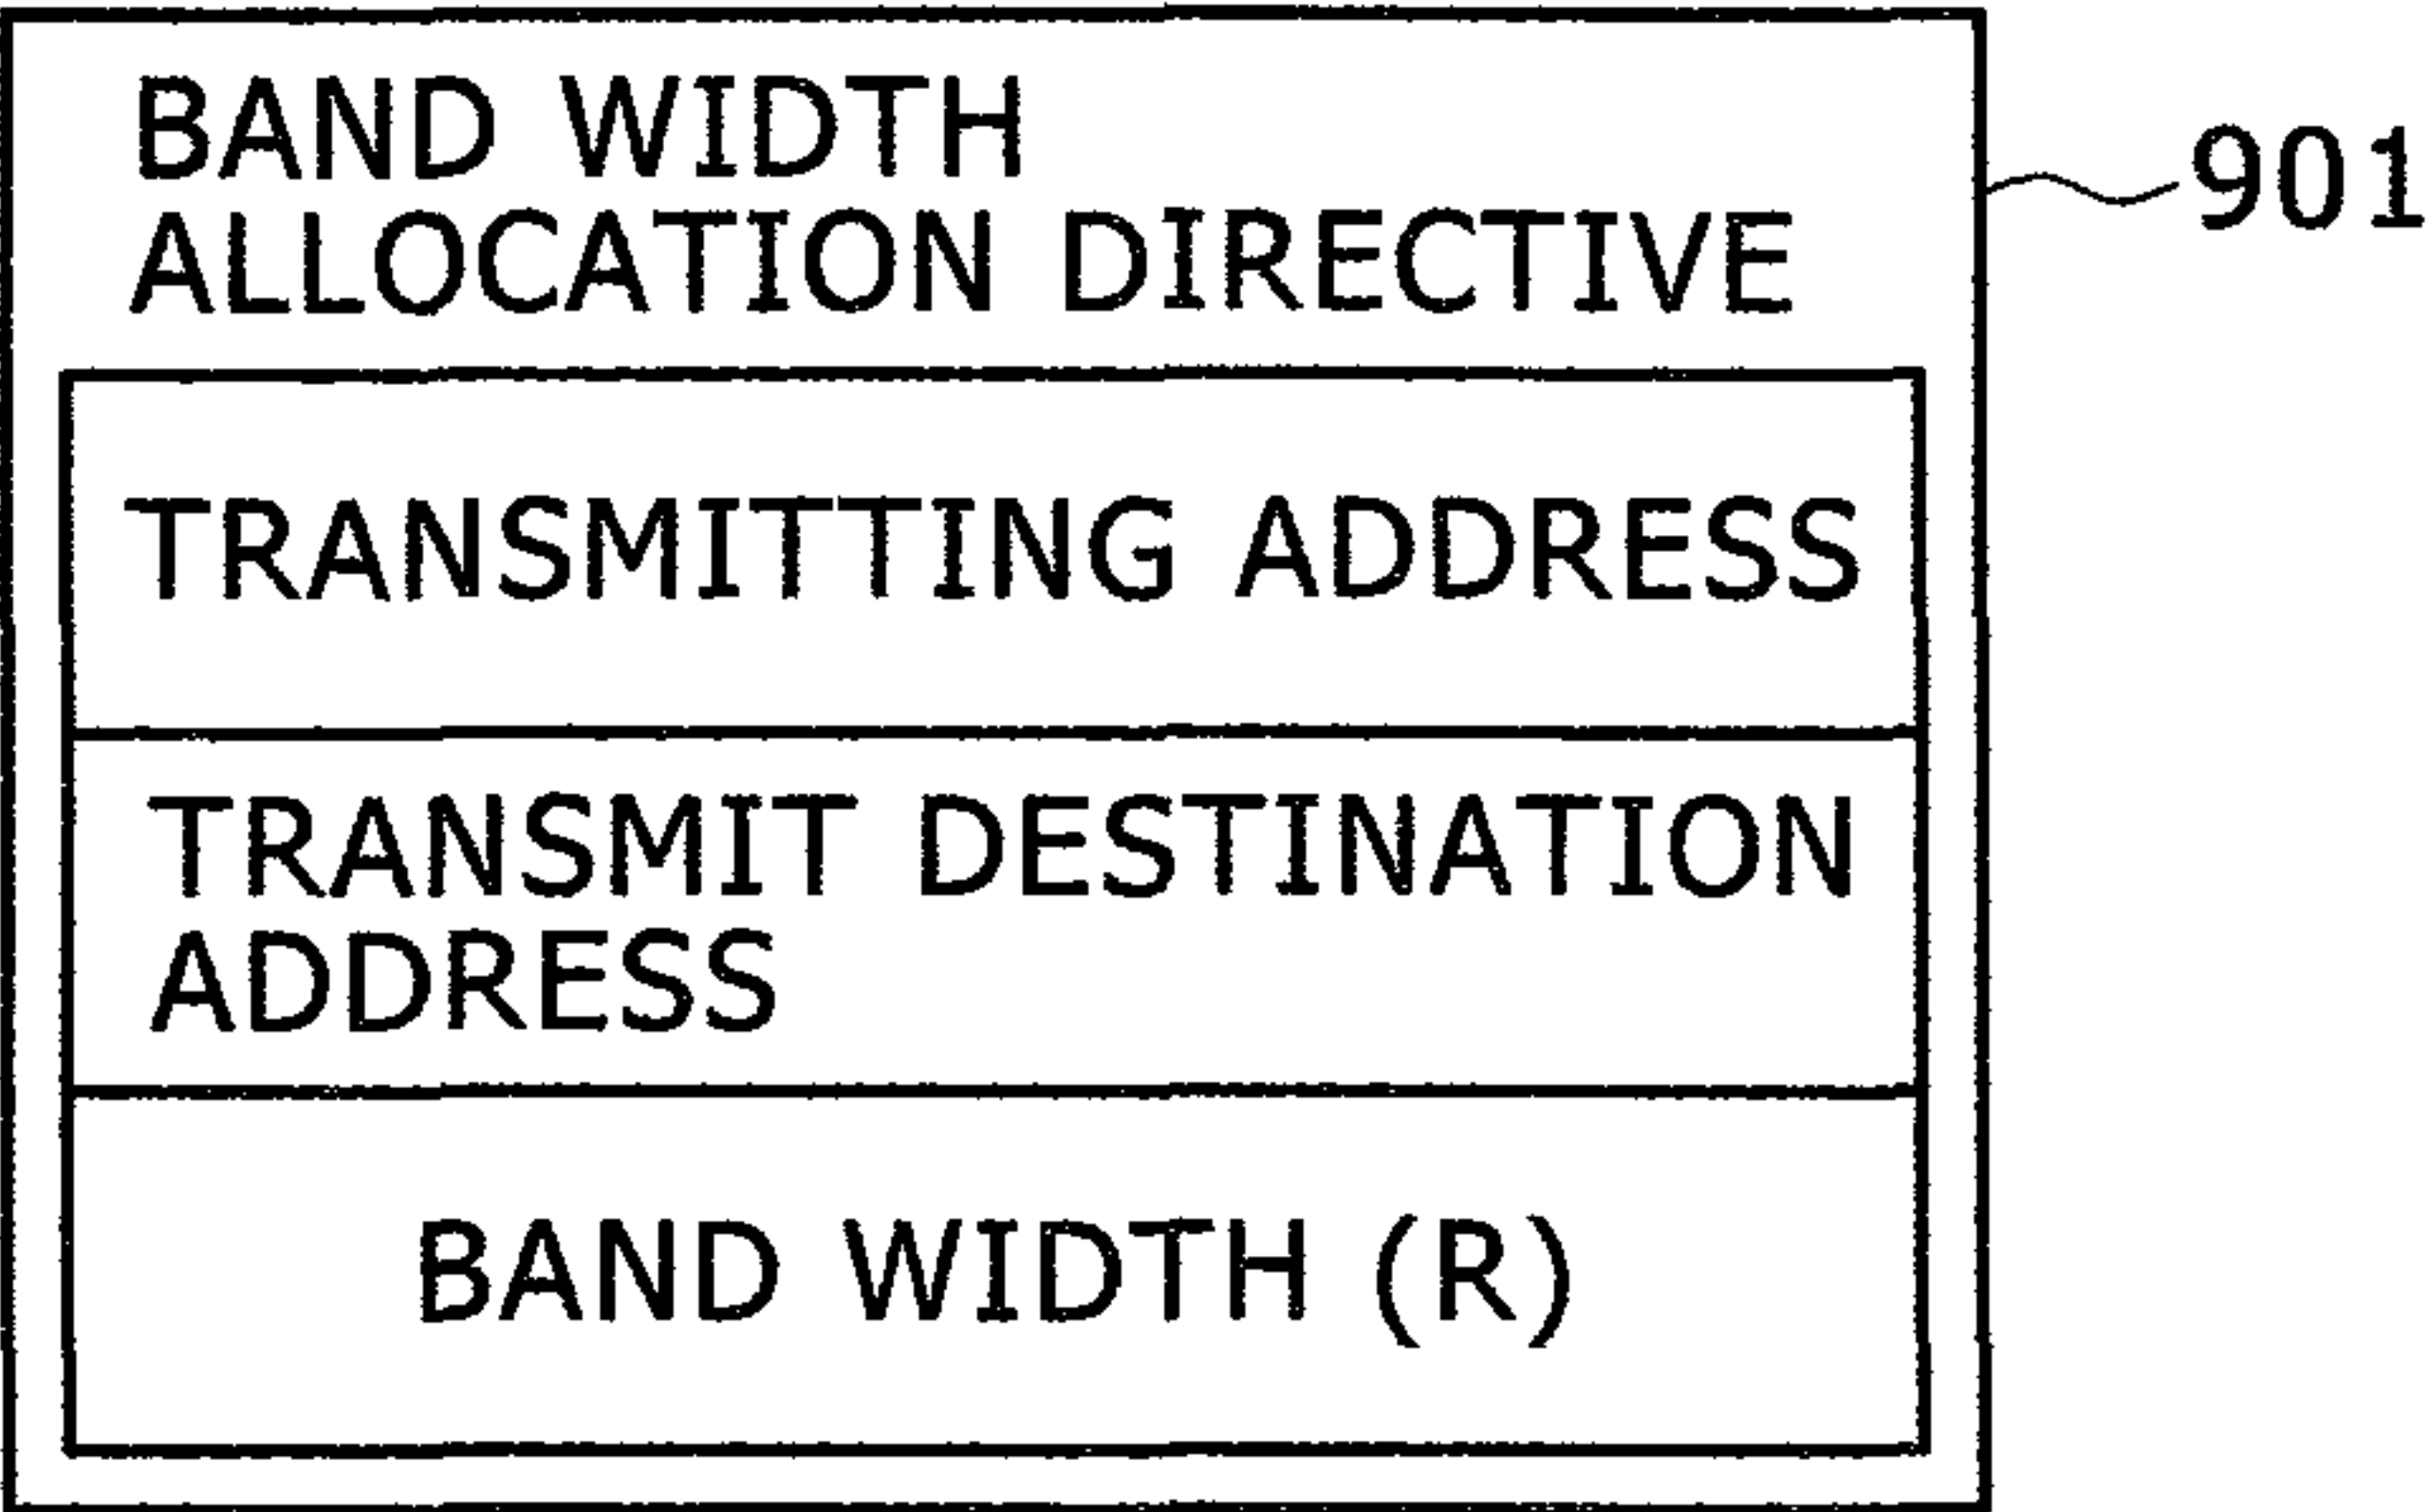 BAND WIDTH
ALLOCATION DIRECTIVE
901
TRANSMITTING ADDRESS
TRANSMIT DESTINATION
ADDRESS
BAND WIDTH (R)